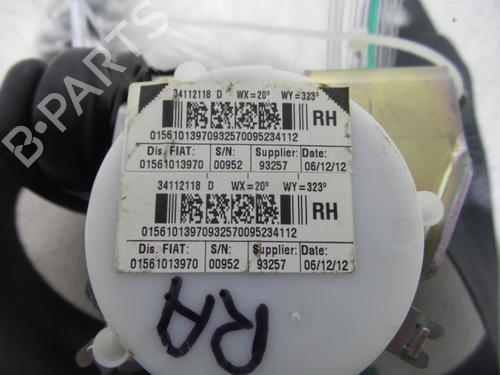 B-PARTS
34112118 D WX=20° WY=323°
RH
01561013970932570095234112
Dis. FIAT: S/N: Supplier: Date:
01561013970 00952 93257 06/12/12
34112118 D WX=20° WY=323°
RH
01561013970932570095234112
Dis. FIAT: S/N: Supplier: Date:
01561013970 00952 93257 06/12/12
RA